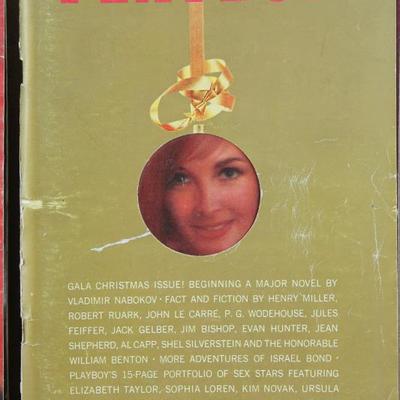 GALA CHRISTMAS ISSUE! BEGINNING A MAJOR NOVEL BY
VLADIMIR NABOKOV • FACT AND FICTION BY HENRY MILLER,
ROBERT RUARK, JOHN LE CARRÉ, P. G. WODEHOUSE, JULES
FEIFFER, JACK GELBER, JIM BISHOP, EVAN HUNTER, JEAN
SHEPHERD, AL CAPP, SHEL SILVERSTEIN AND THE HONORABLE
WILLIAM BENTON • MORE ADVENTURES OF ISRAEL BOND •
PLAYBOY'S 15-PAGE PORTFOLIO OF SEX STARS FEATURING
ELIZABETH TAYLOR, SOPHIA LOREN, KIM NOVAK, URSULA